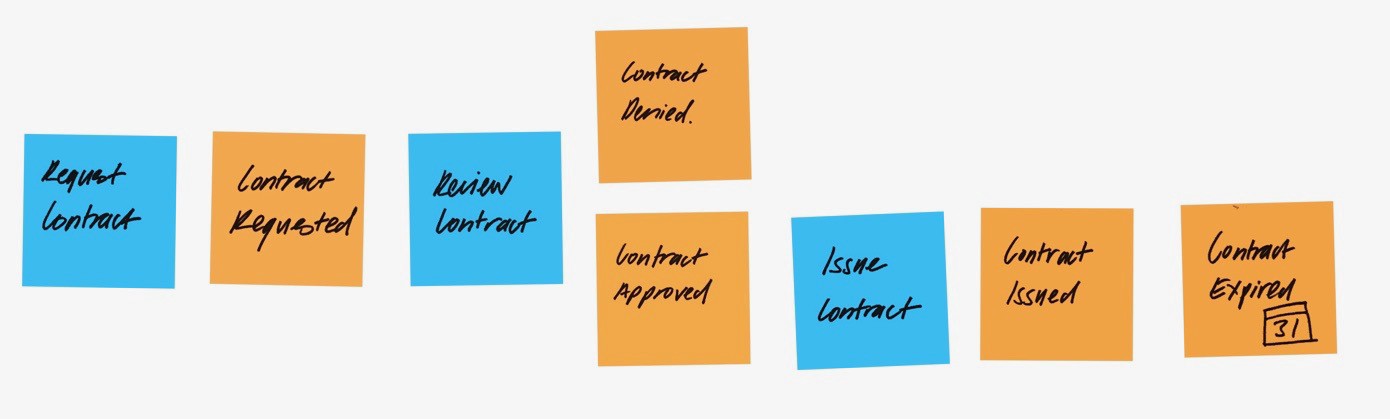 Request
Contract
Contract
Requested
Review
Contract
Contract
Denied.
Contract
Approved
Issue
Contract
Contract
Issued
Contract
Expired
31